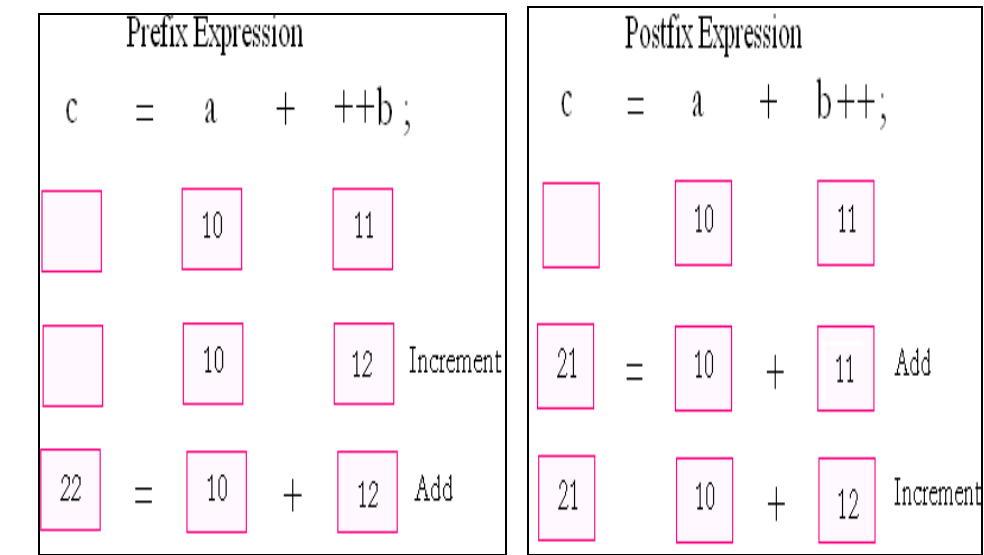 Prefix Expression
c = a + ++b ;
10 11
10 12 Increment
22 = 10 + 12 Add
Postfix Expression
c = a + b++;
10 11
21 = 10 + 11 Add
21 10 + 12 Increment